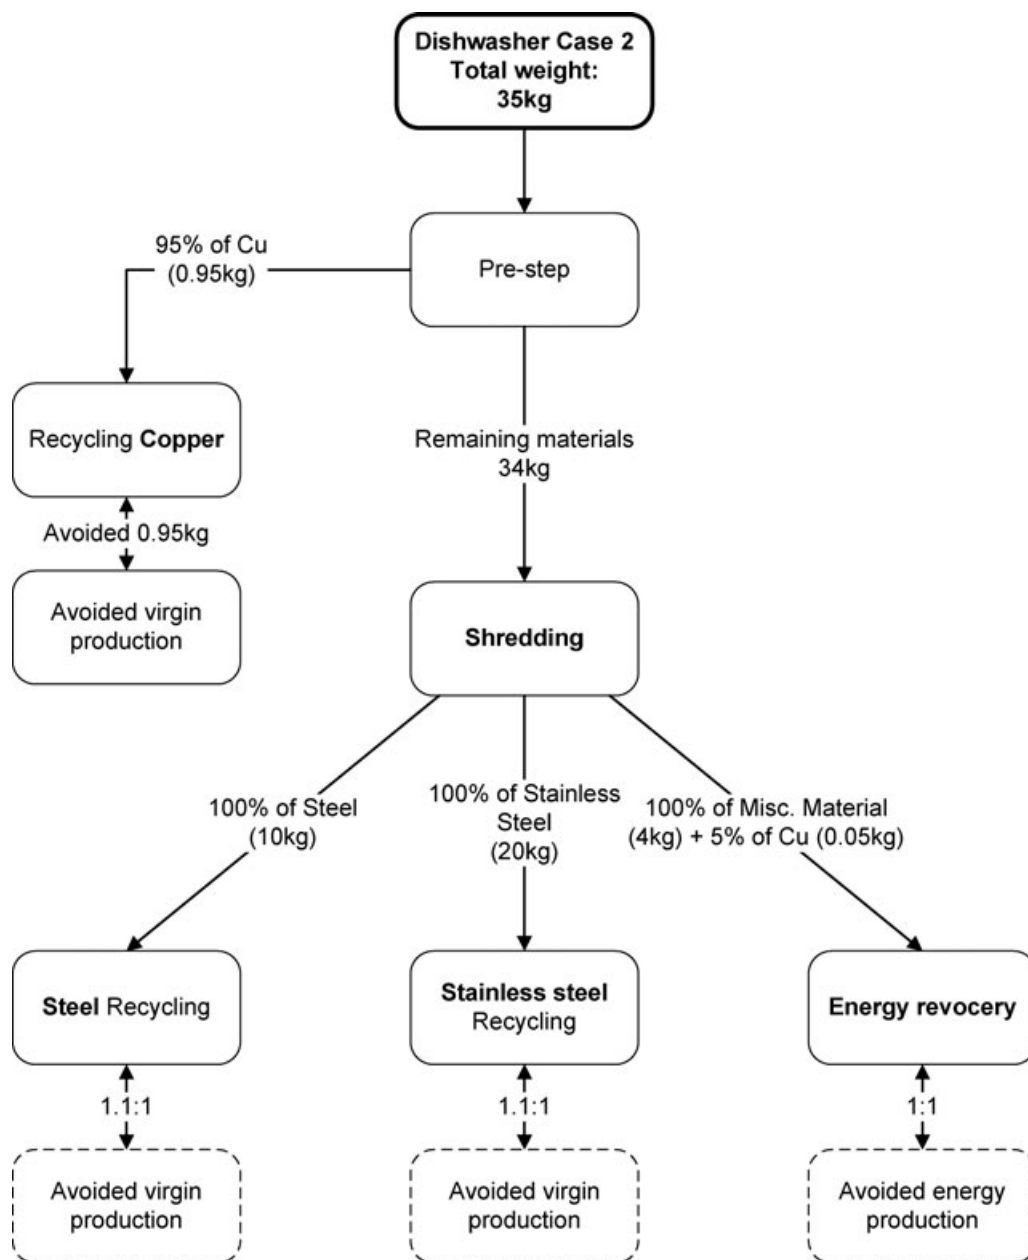 Dishwasher Case 2
Total weight:
35kg
Pre-step
95% of Cu
(0.95kg)
Recycling Copper
Remaining materials
34kg
Avoided 0.95kg
Avoided virgin
production
Shredding
100% of Steel
(10kg)
100% of Stainless
Steel
(20kg)
100% of Misc. Material
(4kg) + 5% of Cu (0.05kg)
Steel Recycling
Stainless steel
Recycling
Energy revocery
1.1:1
1.1:1
1:1
Avoided virgin
production
Avoided virgin
production
Avoided energy
production